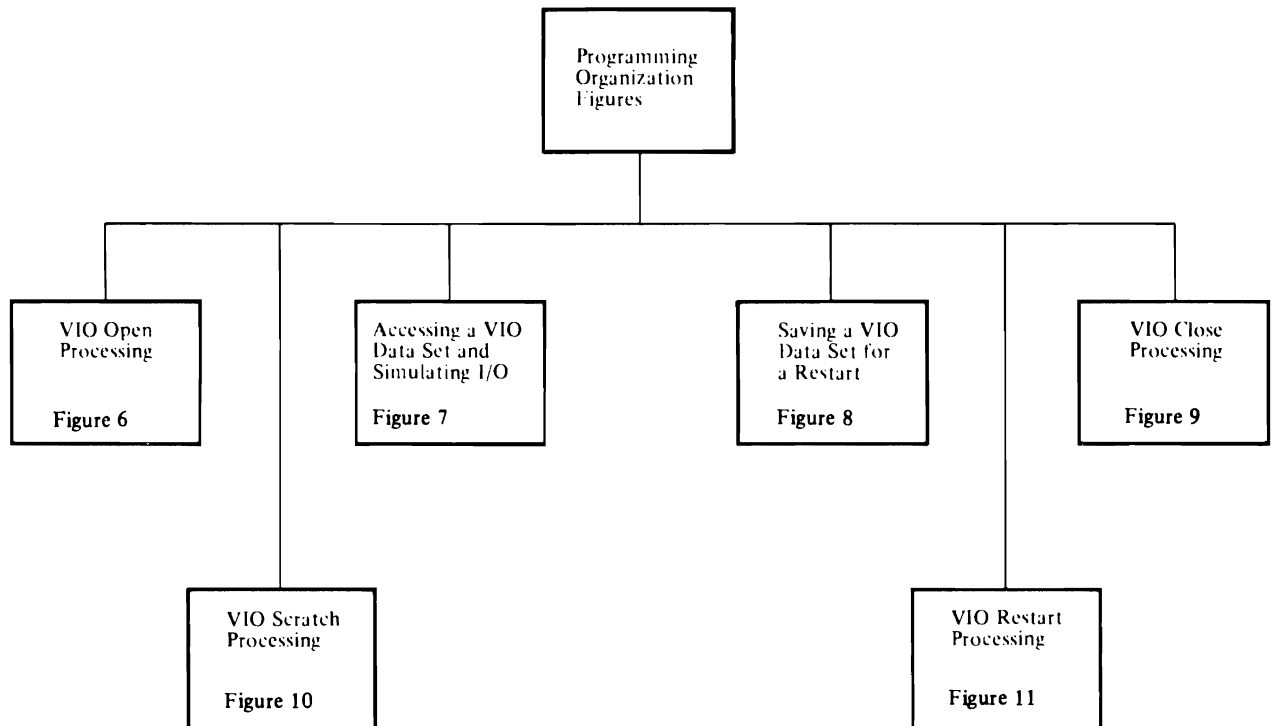 Programming
Organization
Figures
VIO Open
Processing
Figure 6
Accessing a VIO
Data Set and
Simulating I/O
Figure 7
Saving a VIO
Data Set for
a Restart
Figure 8
VIO Close
Processing
Figure 9
VIO Scratch
Processing
Figure 10
VIO Restart
Processing
Figure 11